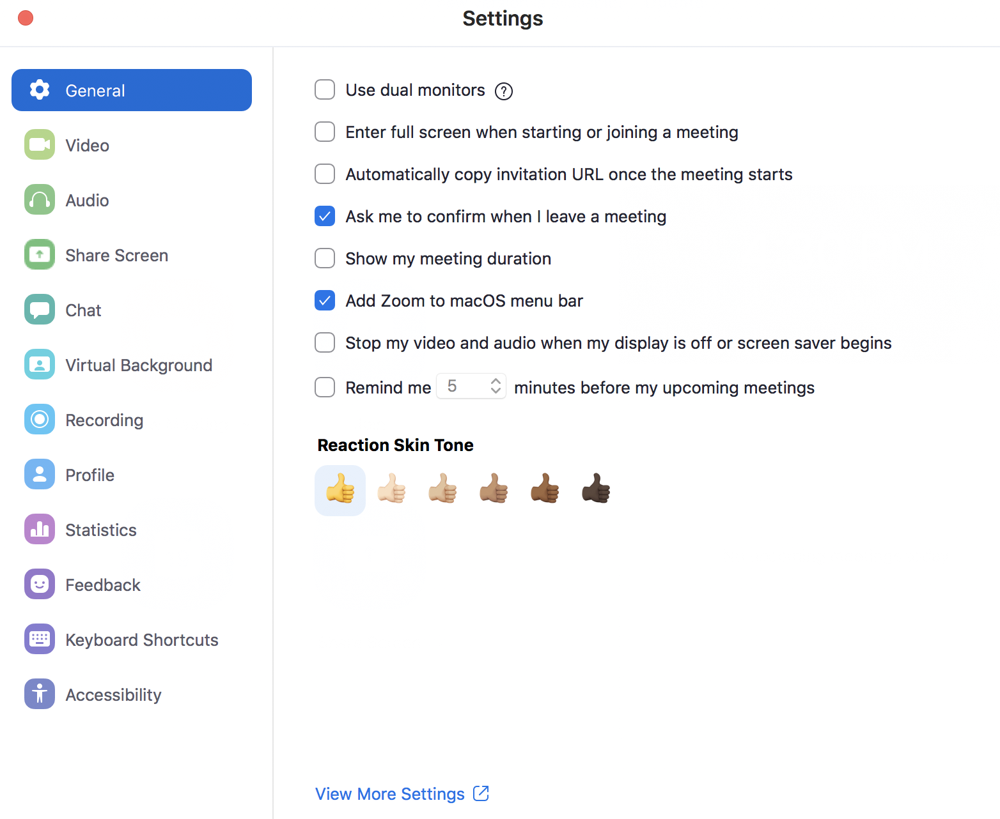 Settings
General
Video
Audio
Share Screen
Chat
Virtual Background
Recording
Profile
Statistics
Feedback
Keyboard Shortcuts
Accessibility
Use dual monitors ?
Enter full screen when starting or joining a meeting
Automatically copy invitation URL once the meeting starts
Ask me to confirm when I leave a meeting
Show my meeting duration
Add Zoom to macOS menu bar
Stop my video and audio when my display is off or screen saver begins
Remind me 5 minutes before my upcoming meetings
Reaction Skin Tone
View More Settings